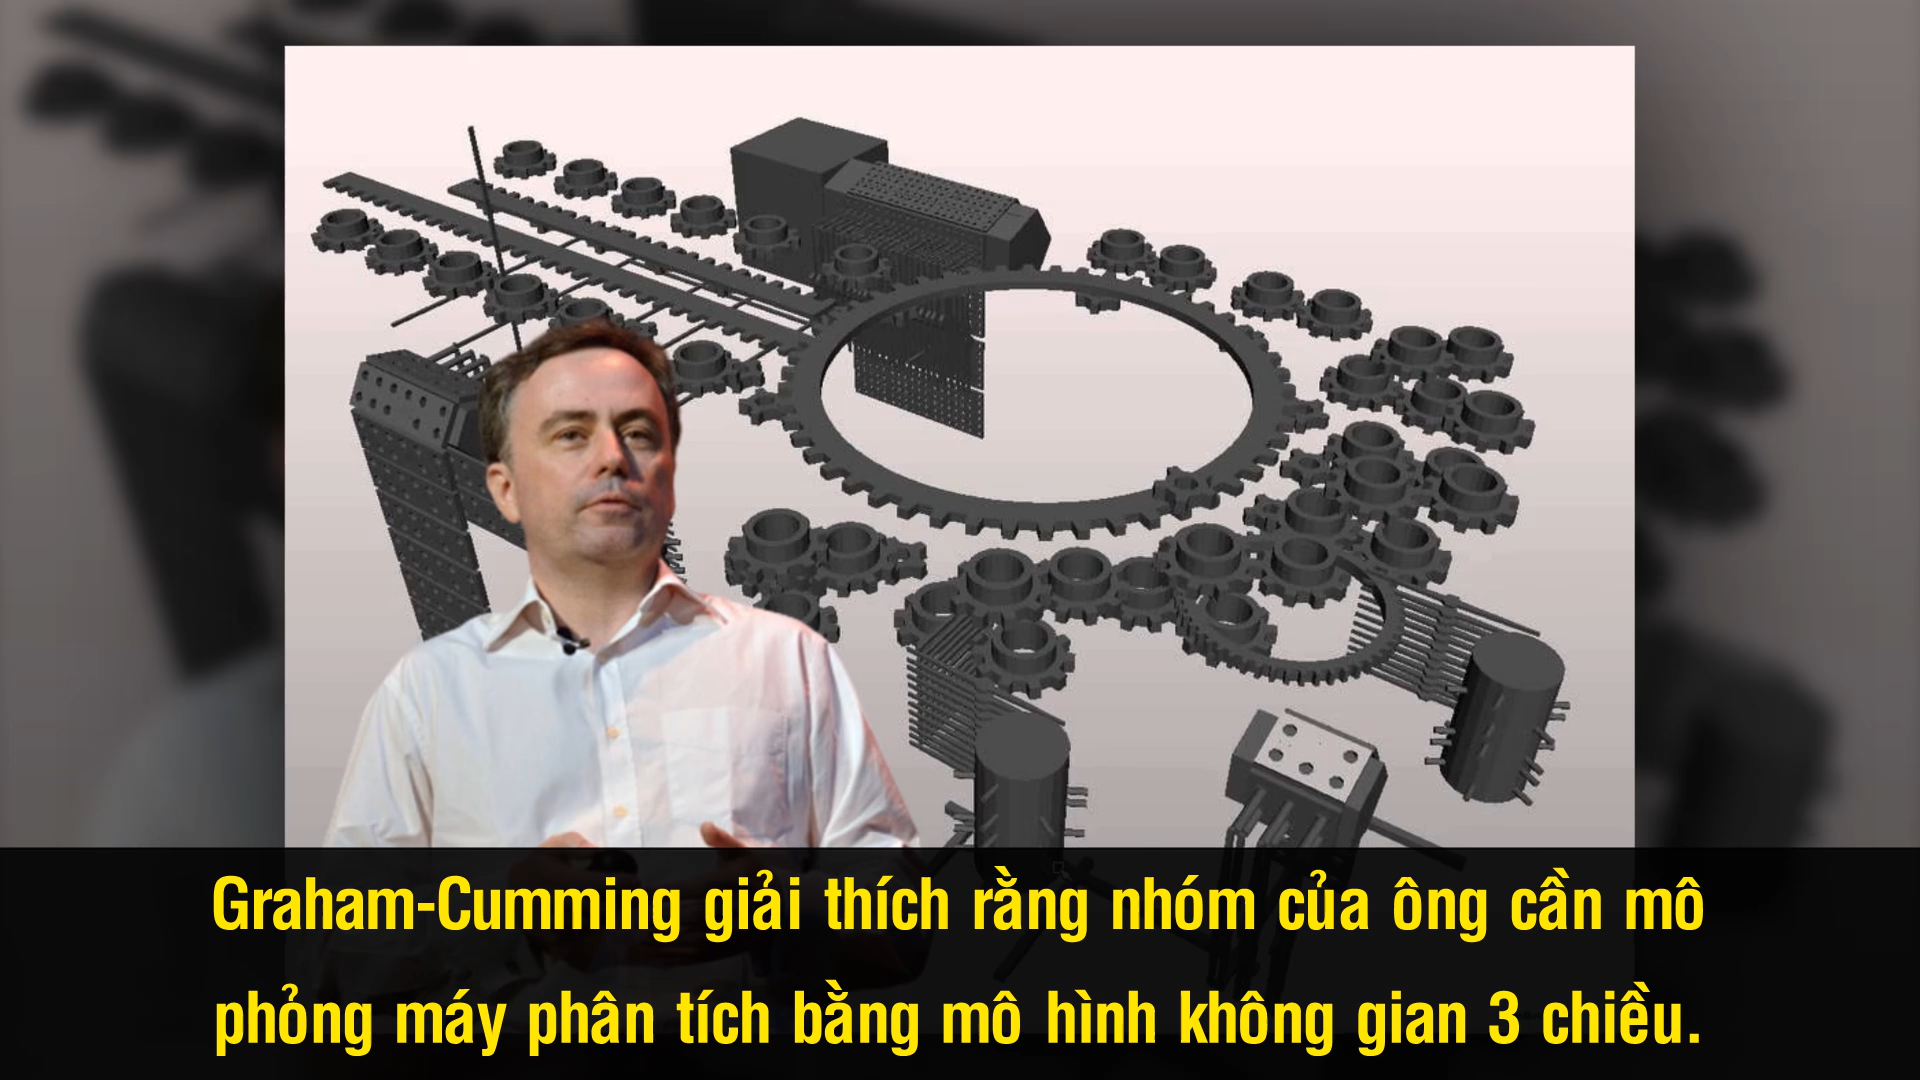 Graham-Cumming giải thích rằng nhóm của ông cần mô
phỏng máy phân tích bằng mô hình không gian 3 chiều.